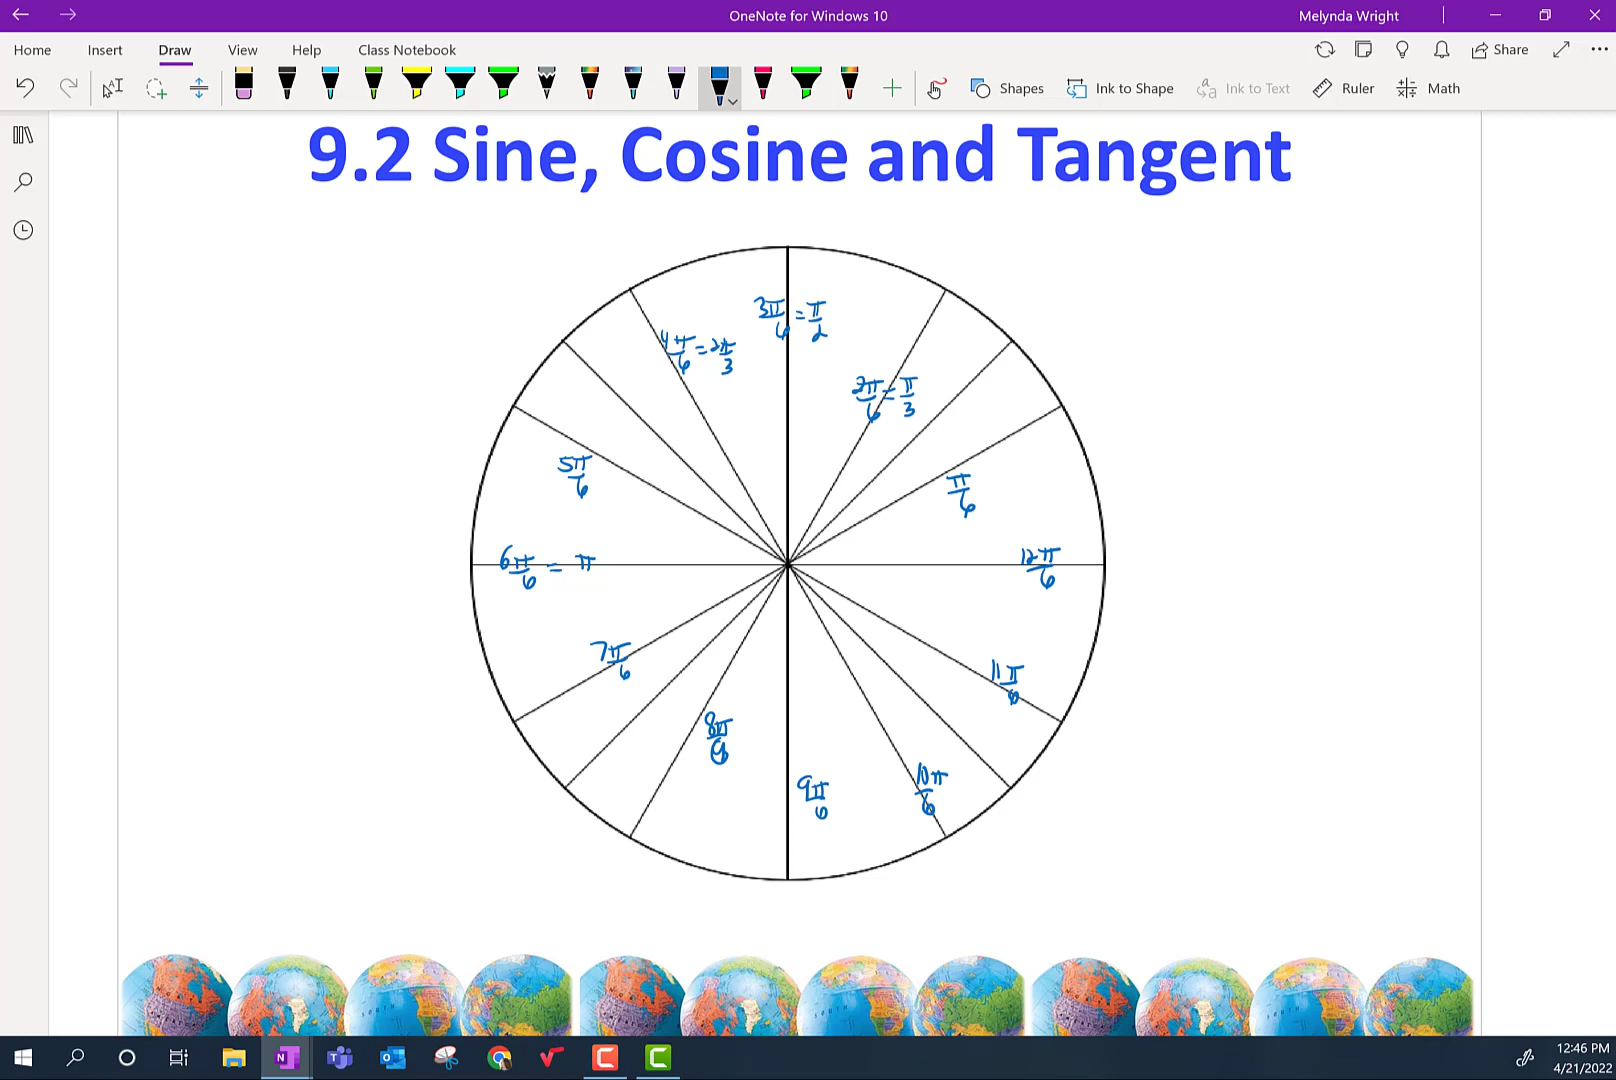 OneNote for Windows 10
Melynda Wright
Home Insert Draw View Help Class Notebook
Share
Shapes Ink to Shape Ink to Text Ruler Math
9.2 Sine, Cosine and Tangent
3π/6 = π/2
4π/6 = 2π/3
2π/6 = π/3
5π/6
π/6
6π/6 = π
12π/6
7π/6
11π/6
8π/6
9π/6
10π/6
12:46 PM
4/21/2022